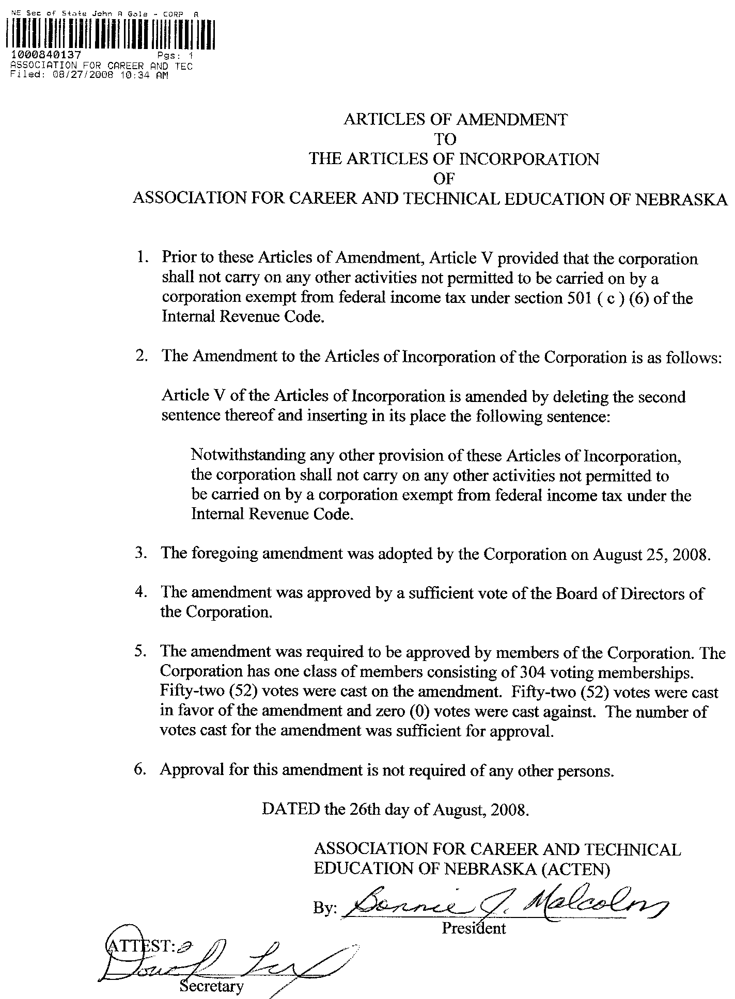 NE Sec of State John A Gale - CORP A
1000840137 Pgs: 1
ASSOCIATION FOR CAREER AND TEC
Filed: 08/27/2008 10:34 AM
ARTICLES OF AMENDMENT
TO
THE ARTICLES OF INCORPORATION
OF
ASSOCIATION FOR CAREER AND TECHNICAL EDUCATION OF NEBRASKA
1. Prior to these Articles of Amendment, Article V provided that the corporation
shall not carry on any other activities not permitted to be carried on by a
corporation exempt from federal income tax under section 501 ( c ) (6) of the
Internal Revenue Code.
2. The Amendment to the Articles of Incorporation of the Corporation is as follows:
Article V of the Articles of Incorporation is amended by deleting the second
sentence thereof and inserting in its place the following sentence:
Notwithstanding any other provision of these Articles of Incorporation,
the corporation shall not carry on any other activities not permitted to
be carried on by a corporation exempt from federal income tax under the
Internal Revenue Code.
3. The foregoing amendment was adopted by the Corporation on August 25, 2008.
4. The amendment was approved by a sufficient vote of the Board of Directors of
the Corporation.
5. The amendment was required to be approved by members of the Corporation. The
Corporation has one class of members consisting of 304 voting memberships.
Fifty-two (52) votes were cast on the amendment. Fifty-two (52) votes were cast
in favor of the amendment and zero (0) votes were cast against. The number of
votes cast for the amendment was sufficient for approval.
6. Approval for this amendment is not required of any other persons.
DATED the 26th day of August, 2008.
ASSOCIATION FOR CAREER AND TECHNICAL
EDUCATION OF NEBRASKA (ACTEN)
By: Bonnie J. Malcolm
President
ATTEST:
Secretary